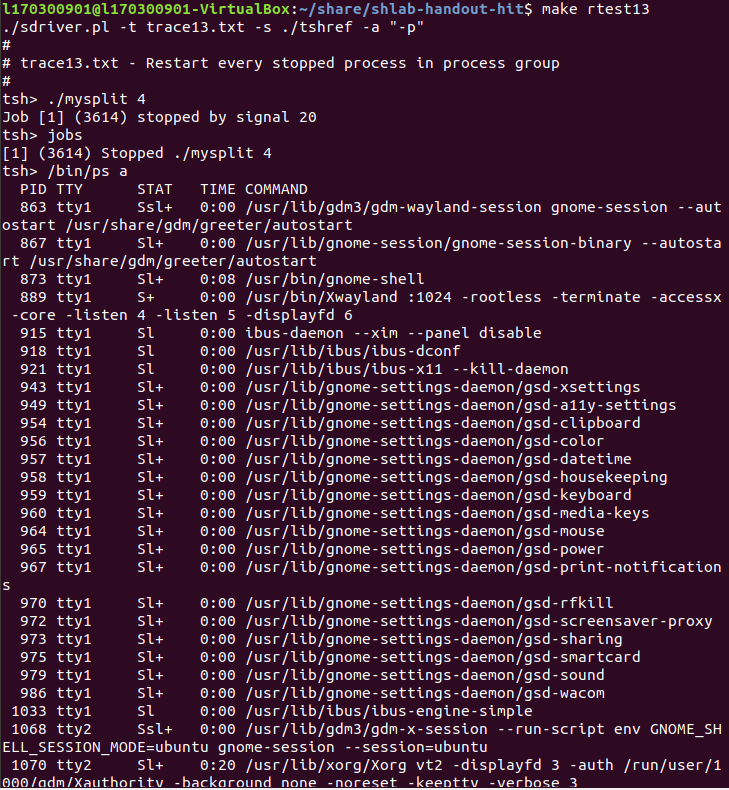 l170300901@l170300901-VirtualBox:~/share/shlab-handout-hit$ make rtest13
./sdriver.pl -t trace13.txt -s ./tshref -a "-p"
#
# trace13.txt - Restart every stopped process in process group
#
tsh> ./mysplit 4
Job [1] (3614) stopped by signal 20
tsh> jobs
[1] (3614) Stopped ./mysplit 4
tsh> /bin/ps a
  PID TTY      STAT   TIME COMMAND
  863 tty1     Ssl+   0:00 /usr/lib/gdm3/gdm-wayland-session gnome-session --aut
ostart /usr/share/gdm/greeter/autostart
  867 tty1     Sl+    0:00 /usr/lib/gnome-session/gnome-session-binary --autosta
rt /usr/share/gdm/greeter/autostart
  873 tty1     Sl+    0:08 /usr/bin/gnome-shell
  889 tty1     S+     0:00 /usr/bin/Xwayland :1024 -rootless -terminate -accessx
 -core -listen 4 -listen 5 -displayfd 6
  915 tty1     Sl     0:00 ibus-daemon --xim --panel disable
  918 tty1     Sl     0:00 /usr/lib/ibus/ibus-dconf
  921 tty1     Sl     0:00 /usr/lib/ibus/ibus-x11 --kill-daemon
  943 tty1     Sl+    0:00 /usr/lib/gnome-settings-daemon/gsd-xsettings
  949 tty1     Sl+    0:00 /usr/lib/gnome-settings-daemon/gsd-a11y-settings
  954 tty1     Sl+    0:00 /usr/lib/gnome-settings-daemon/gsd-clipboard
  956 tty1     Sl+    0:00 /usr/lib/gnome-settings-daemon/gsd-color
  957 tty1     Sl+    0:00 /usr/lib/gnome-settings-daemon/gsd-datetime
  958 tty1     Sl+    0:00 /usr/lib/gnome-settings-daemon/gsd-housekeeping
  959 tty1     Sl+    0:00 /usr/lib/gnome-settings-daemon/gsd-keyboard
  960 tty1     Sl+    0:00 /usr/lib/gnome-settings-daemon/gsd-media-keys
  964 tty1     Sl+    0:00 /usr/lib/gnome-settings-daemon/gsd-mouse
  965 tty1     Sl+    0:00 /usr/lib/gnome-settings-daemon/gsd-power
  967 tty1     Sl+    0:00 /usr/lib/gnome-settings-daemon/gsd-print-notification
s
  970 tty1     Sl+    0:00 /usr/lib/gnome-settings-daemon/gsd-rfkill
  972 tty1     Sl+    0:00 /usr/lib/gnome-settings-daemon/gsd-screensaver-proxy
  973 tty1     Sl+    0:00 /usr/lib/gnome-settings-daemon/gsd-sharing
  975 tty1     Sl+    0:00 /usr/lib/gnome-settings-daemon/gsd-smartcard
  979 tty1     Sl+    0:00 /usr/lib/gnome-settings-daemon/gsd-sound
  986 tty1     Sl+    0:00 /usr/lib/gnome-settings-daemon/gsd-wacom
 1033 tty1     Sl     0:00 /usr/lib/ibus/ibus-engine-simple
 1068 tty2     Ssl+   0:00 /usr/lib/gdm3/gdm-x-session --run-script env GNOME_SH
ELL_SESSION_MODE=ubuntu gnome-session --session=ubuntu
 1070 tty2     Sl+    0:20 /usr/lib/xorg/Xorg vt2 -displayfd 3 -auth /run/user/1
000/gdm/Xauthority -background none -noreset -keeptty -verbose 3